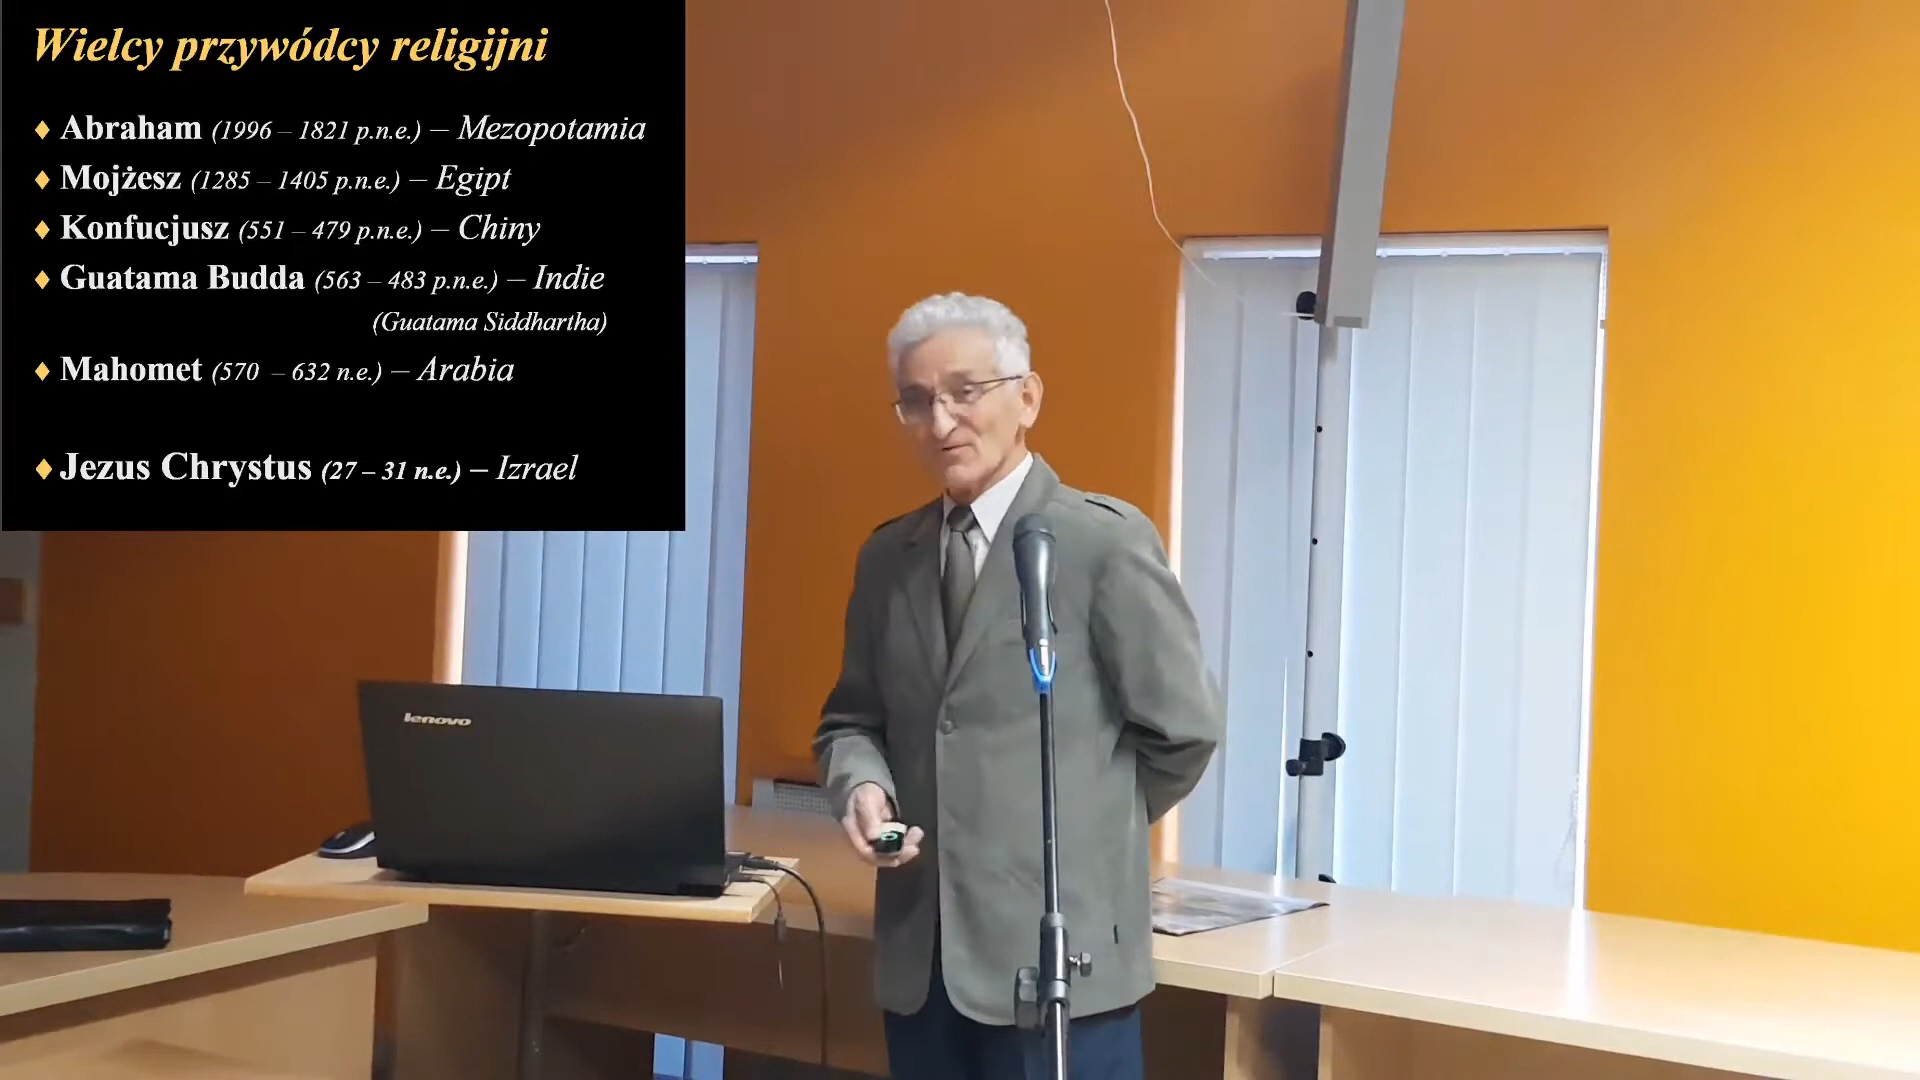 Wielcy przywódcy religijni
♦ Abraham (1996 – 1821 p.n.e.) – Mezopotamia
♦ Mojżesz (1285 – 1405 p.n.e.) – Egipt
♦ Konfucjusz (551 – 479 p.n.e.) – Chiny
♦ Guatama Budda (563 – 483 p.n.e.) – Indie
(Guatama Siddhartha)
♦ Mahomet (570 – 632 n.e.) – Arabia
♦ Jezus Chrystus (27 – 31 n.e.) – Izrael
lenovo